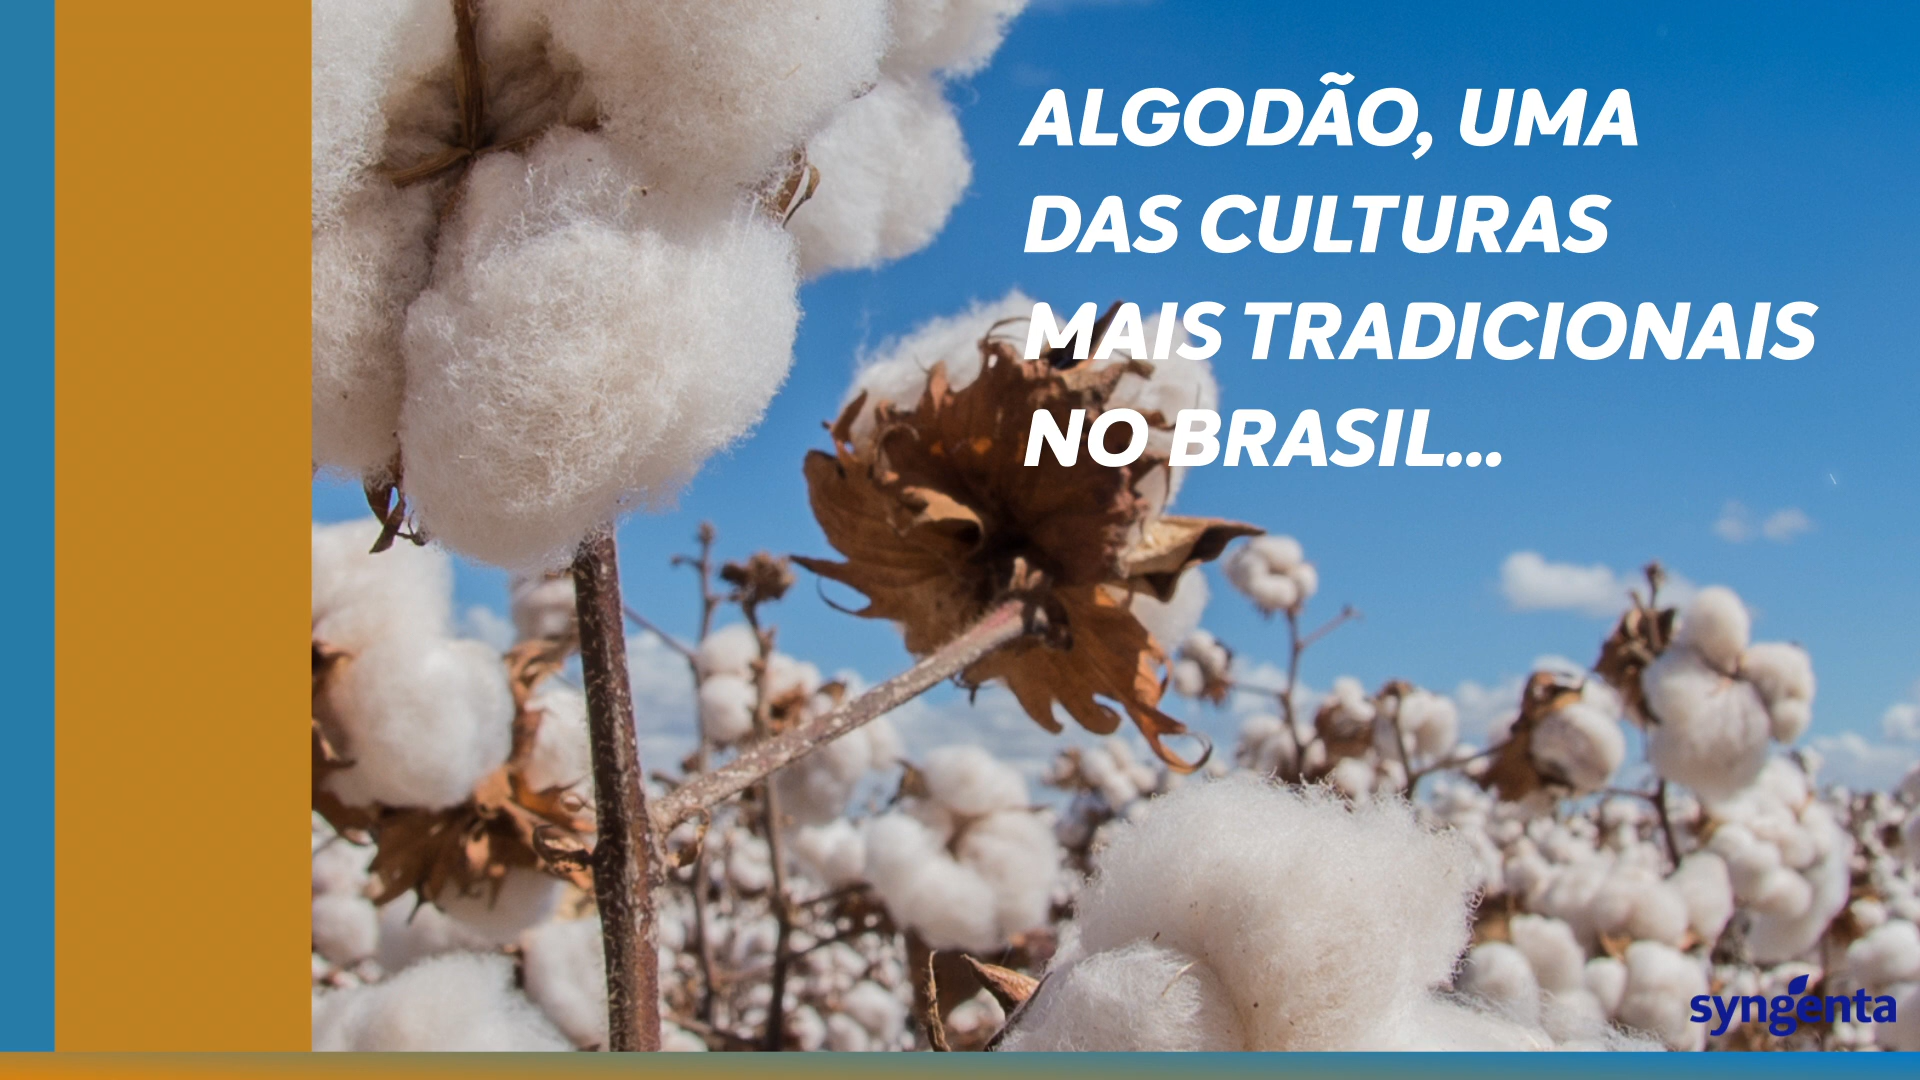 ALGODÃO, UMA
DAS CULTURAS
MAIS TRADICIONAIS
NO BRASIL...
syngenta